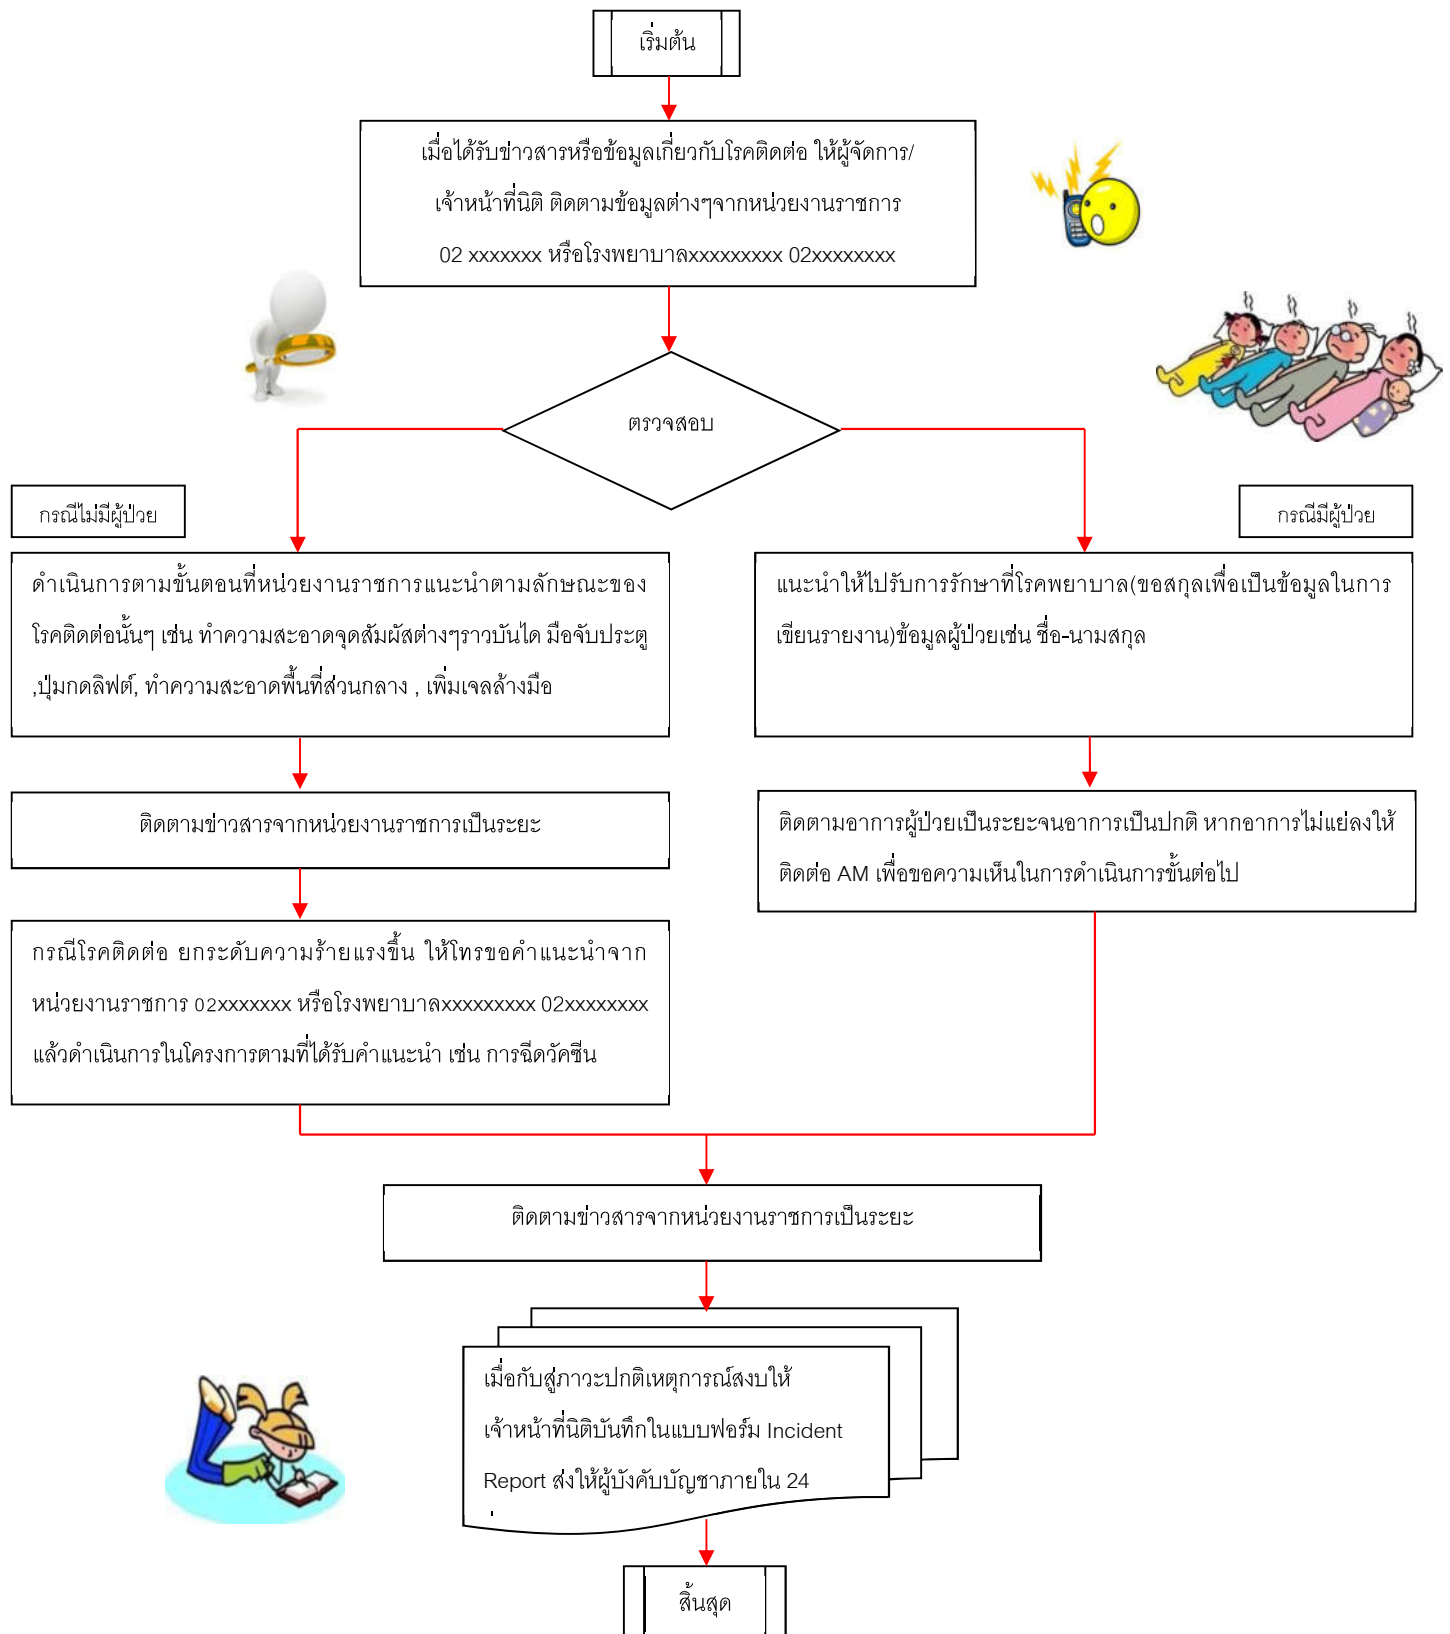 เริ่มต้น
เมื่อได้รับข่าวสารหรือข้อมูลเกี่ยวกับโรคติดต่อ ให้ผู้จัดการ/
เจ้าหน้าที่นิติ ติดตามข้อมูลต่างๆจากหน่วยงานราชการ
02 xxxxxxx หรือโรงพยาบาลxxxxxxxxx 02xxxxxxxx
ตรวจสอบ
กรณีไม่มีผู้ป่วย
กรณีมีผู้ป่วย
ดำเนินการตามขั้นตอนที่หน่วยงานราชการแนะนำตามลักษณะของ
โรคติดต่อนั้นๆ เช่น ทำความสะอาดจุดสัมผัสต่างๆราวบันได มือจับประตู
,ปุ่มกดลิฟต์, ทำความสะอาดพื้นที่ส่วนกลาง , เพิ่มเจลล้างมือ
แนะนำให้ไปรับการรักษาที่โรคพยาบาล(ขอสกุลเพื่อเป็นข้อมูลในการ
เขียนรายงาน)ข้อมูลผู้ป่วยเช่น ชื่อ-นามสกุล
ติดตามข่าวสารจากหน่วยงานราชการเป็นระยะ
ติดตามอาการผู้ป่วยเป็นระยะจนอาการเป็นปกติ หากอาการไม่แย่ลงให้
ติดต่อ AM เพื่อขอความเห็นในการดำเนินการขั้นต่อไป
กรณีโรคติดต่อ ยกระดับความร้ายแรงขึ้น ให้โทรขอคำแนะนำจาก
หน่วยงานราชการ 02xxxxxxx หรือโรงพยาบาลxxxxxxxxx 02xxxxxxxx
แล้วดำเนินการในโครงการตามที่ได้รับคำแนะนำ เช่น การฉีดวัคซีน
ติดตามข่าวสารจากหน่วยงานราชการเป็นระยะ
เมื่อกับสู่ภาวะปกติเหตุการณ์สงบให้
เจ้าหน้าที่นิติบันทึกในแบบฟอร์ม Incident
Report ส่งให้ผู้บังคับบัญชาภายใน 24
สิ้นสุด